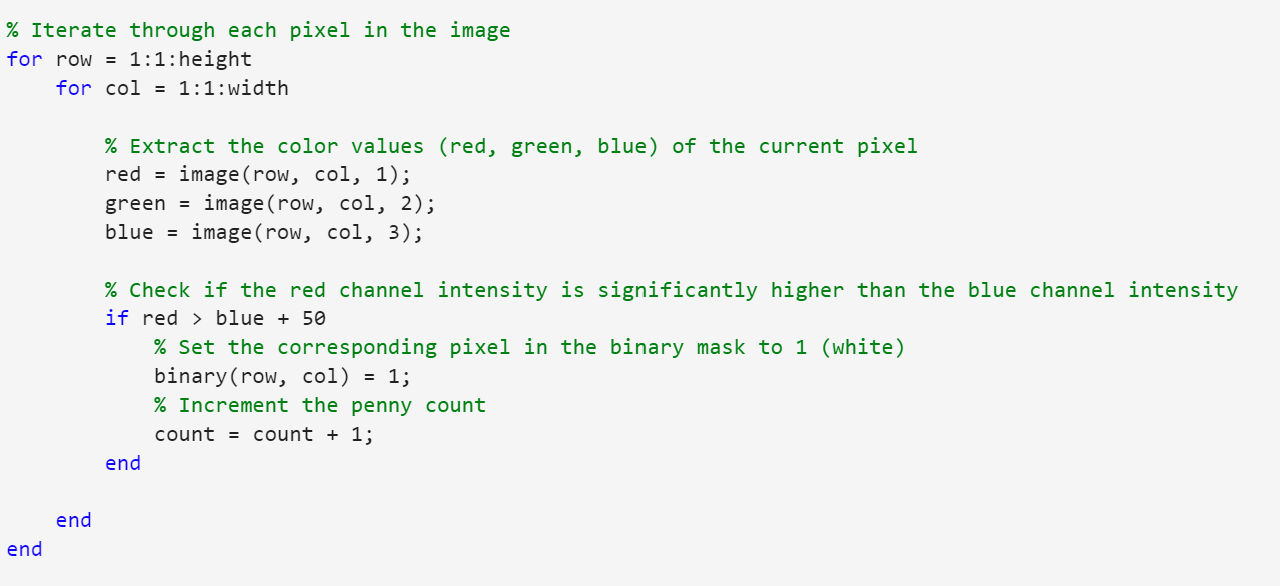 % Iterate through each pixel in the image
for row = 1:1:height
    for col = 1:1:width
        % Extract the color values (red, green, blue) of the current pixel
        red = image(row, col, 1);
        green = image(row, col, 2);
        blue = image(row, col, 3);
        % Check if the red channel intensity is significantly higher than the blue channel intensity
        if red > blue + 50
            % Set the corresponding pixel in the binary mask to 1 (white)
            binary(row, col) = 1;
            % Increment the penny count
            count = count + 1;
        end
    end
end